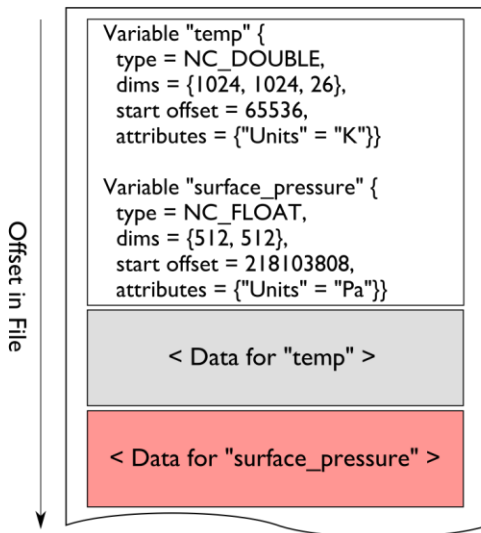 Offset in File
Variable "temp" {
type = NC_DOUBLE,
dims = {1024, 1024, 26},
start offset = 65536,
attributes = {"Units" = "K"}}
Variable "surface_pressure" {
type = NC_FLOAT,
dims = {512, 512},
start offset = 218103808,
attributes = {"Units" = "Pa"}}
< Data for "temp" >
< Data for "surface_pressure" >